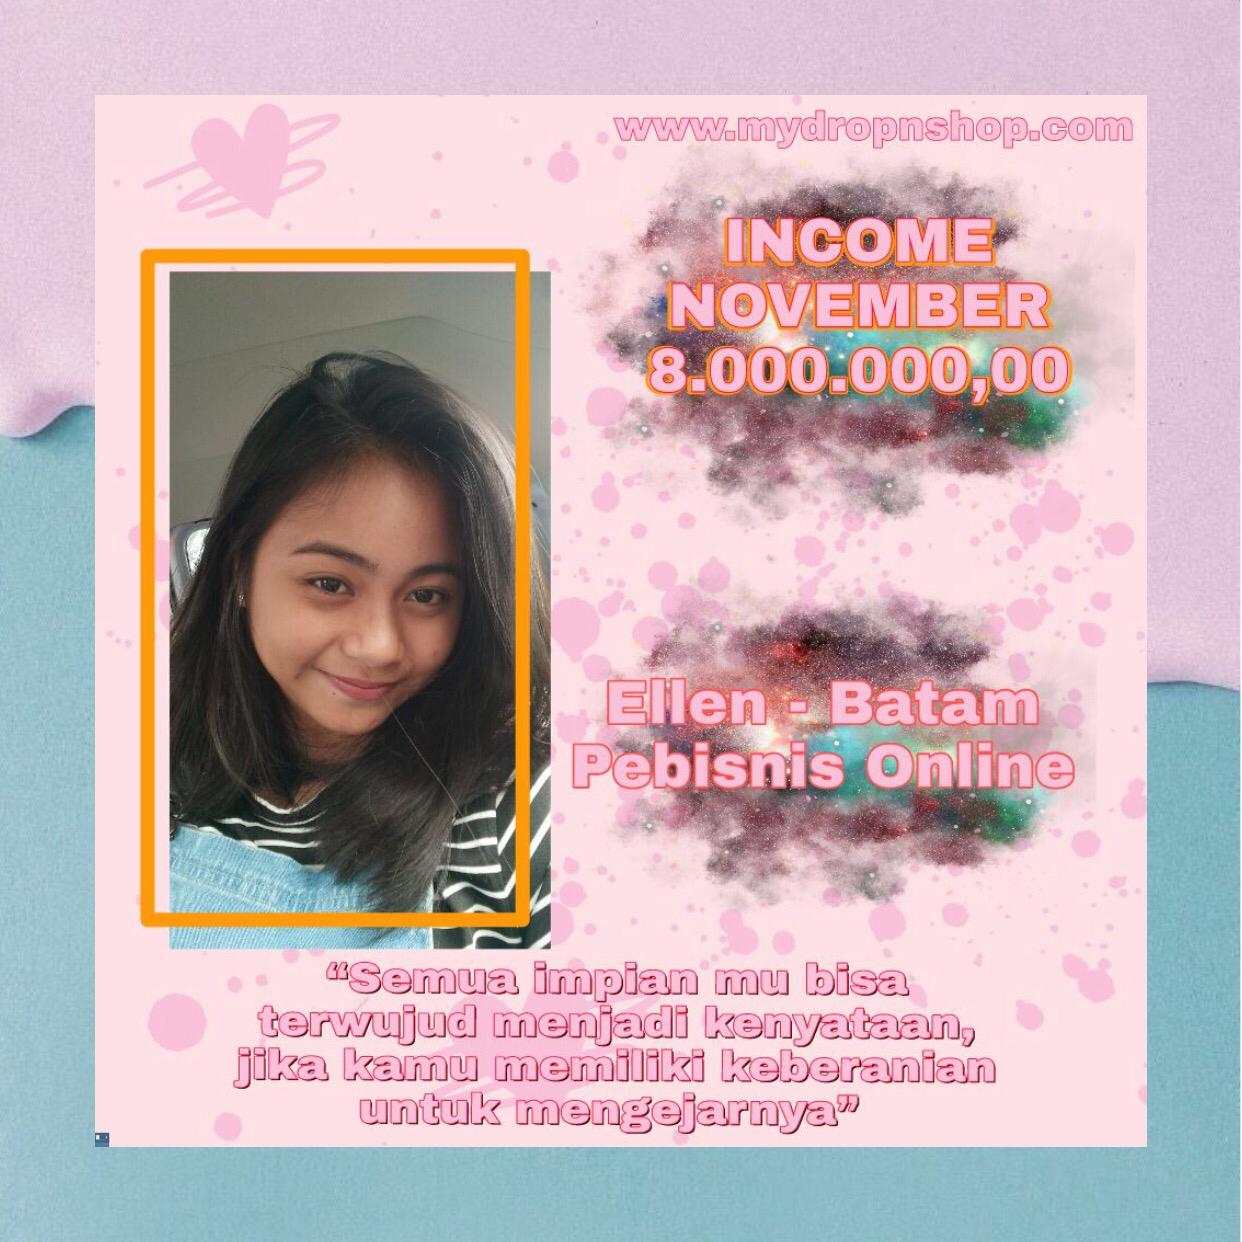 www.mydropnshop.com
INCOME
NOVEMBER
8.000.000,00
Ellen - Batam
Pebisnis Online
“Semua impian mu bisa
terwujud menjadi kenyataan,
jika kamu memiliki keberanian
untuk mengejarnya”